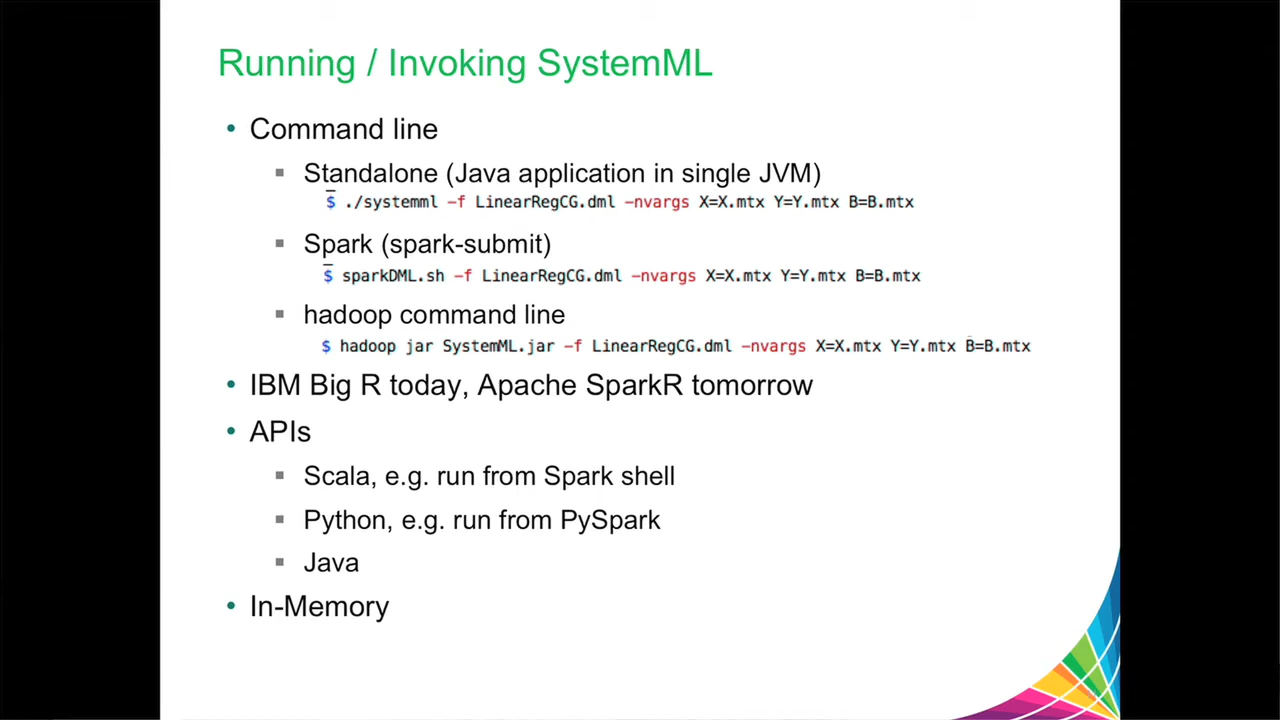 Running / Invoking SystemML
• Command line
▪ Standalone (Java application in single JVM)
$ ./systemml -f LinearRegCG.dml -nvargs X=X.mtx Y=Y.mtx B=B.mtx
▪ Spark (spark-submit)
$ sparkDML.sh -f LinearRegCG.dml -nvargs X=X.mtx Y=Y.mtx B=B.mtx
▪ hadoop command line
$ hadoop jar SystemML.jar -f LinearRegCG.dml -nvargs X=X.mtx Y=Y.mtx B=B.mtx
• IBM Big R today, Apache SparkR tomorrow
• APIs
▪ Scala, e.g. run from Spark shell
▪ Python, e.g. run from PySpark
▪ Java
• In-Memory